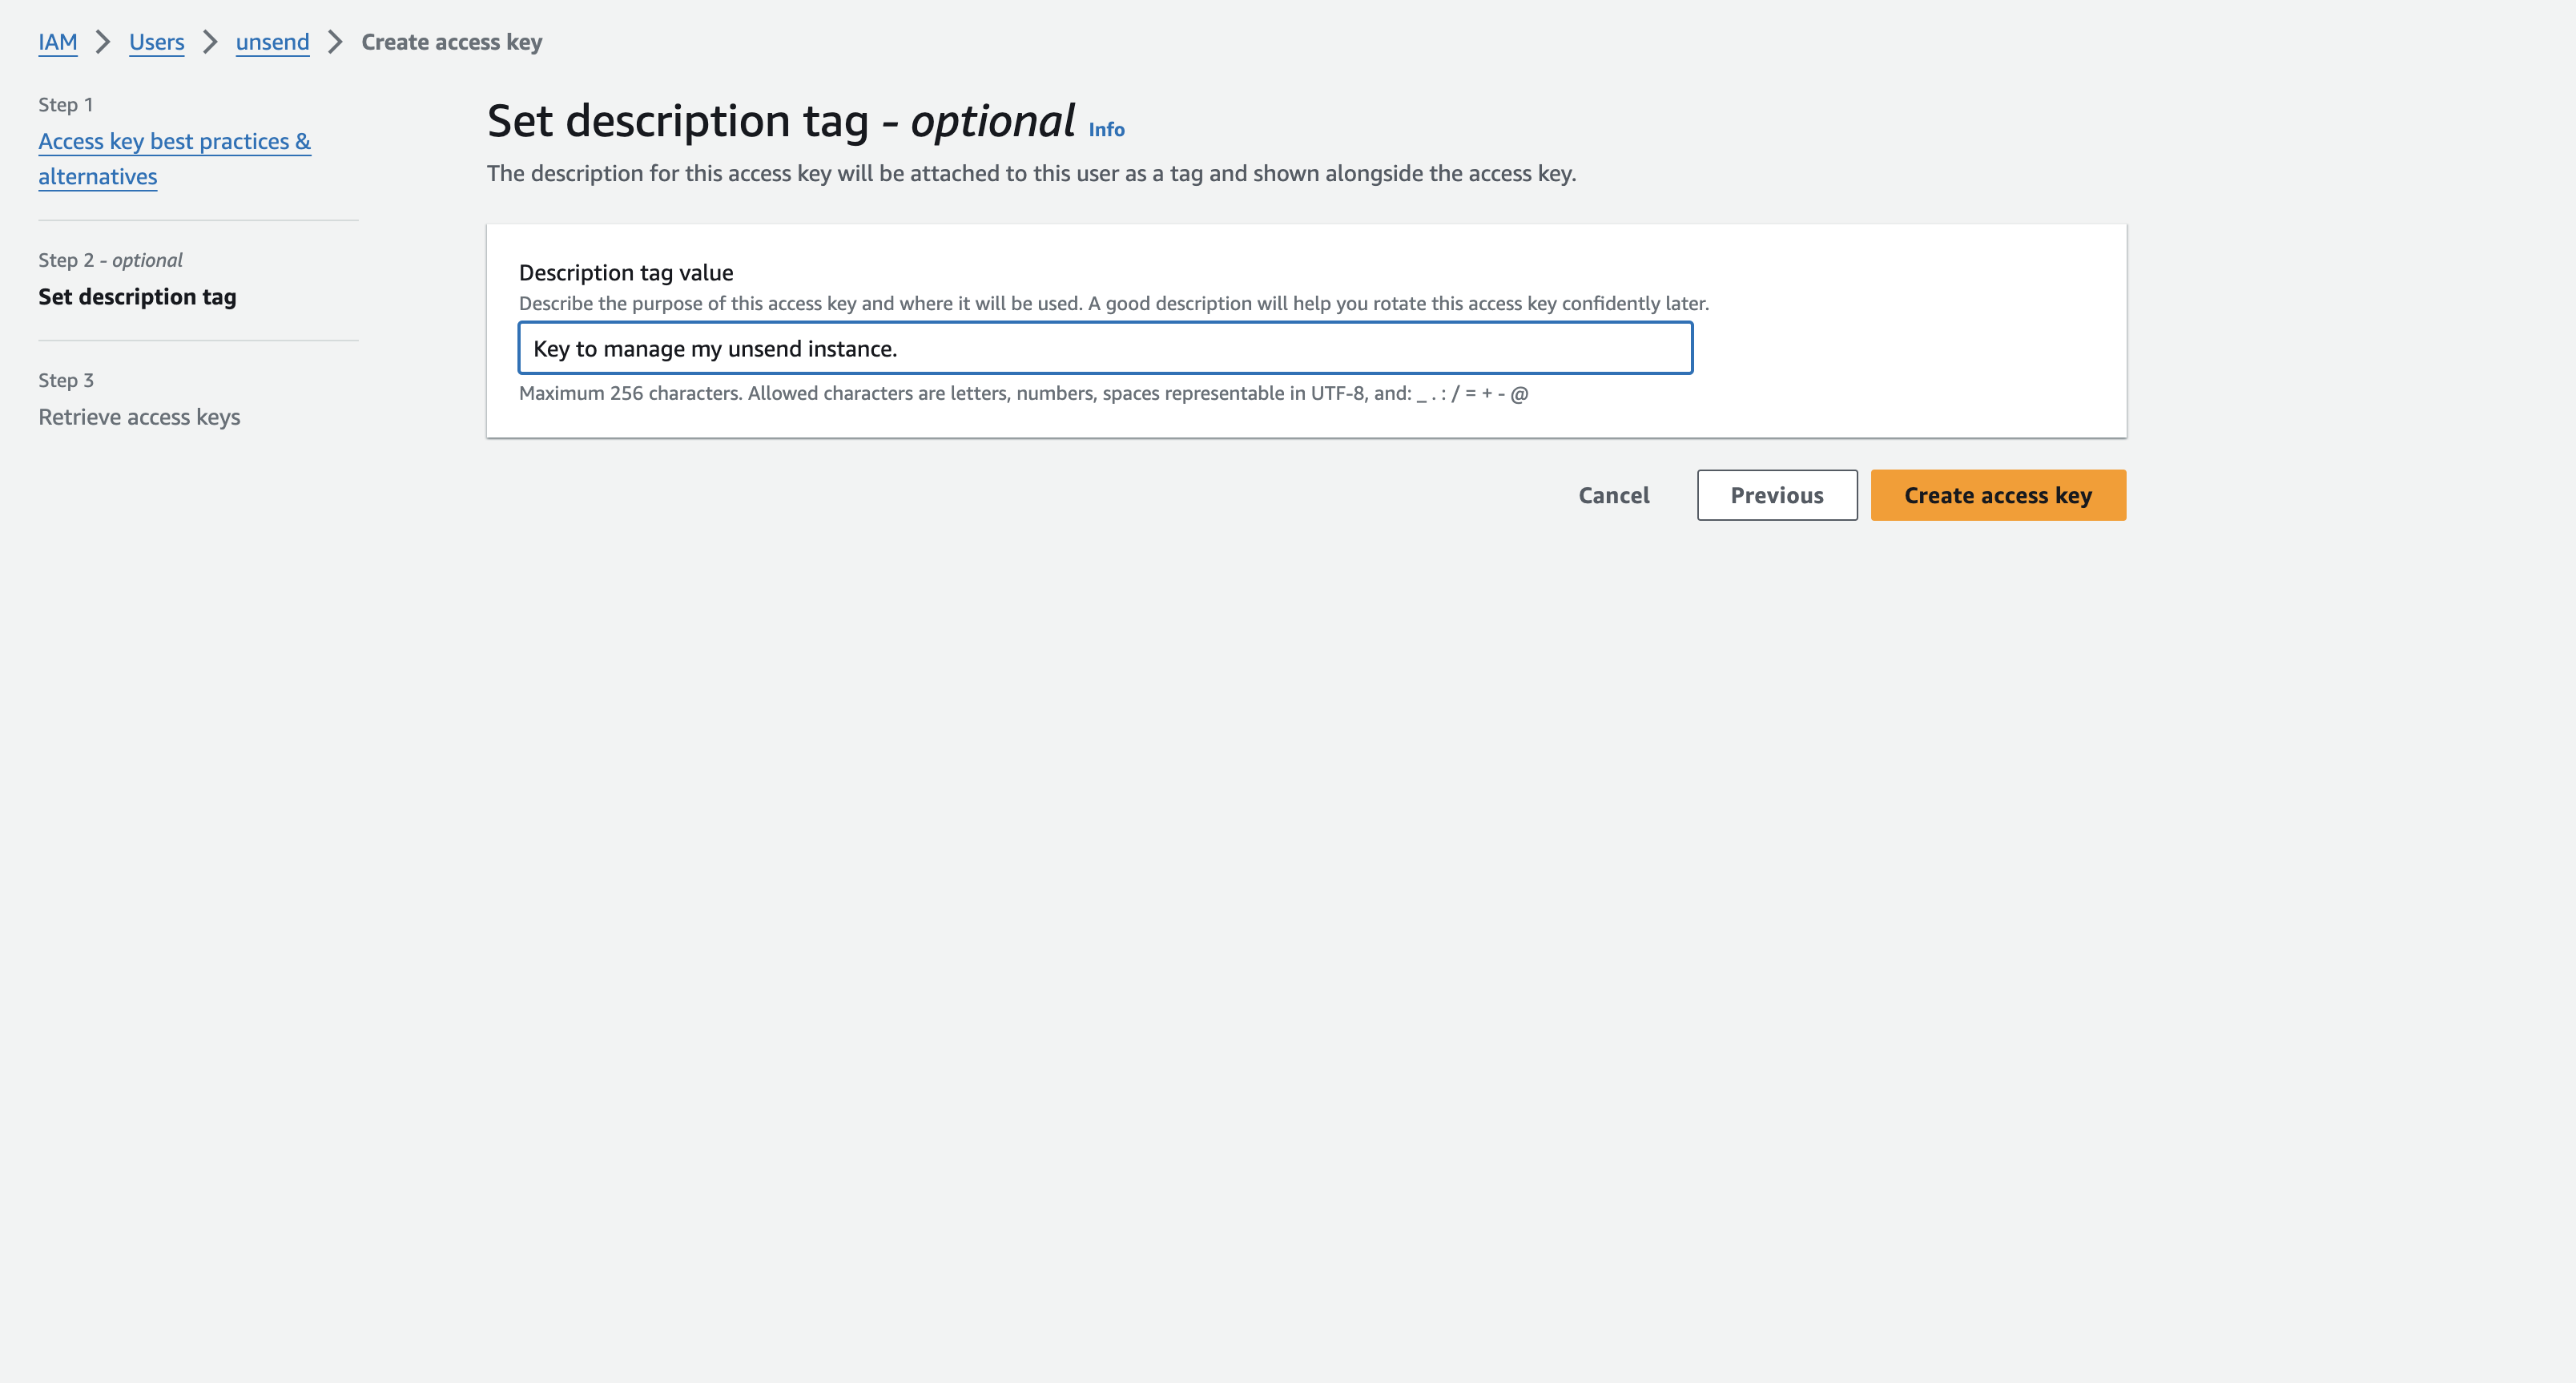 IAM > Users > unsend > Create access key
Step 1
Access key best practices &
alternatives
Step 2 - optional
Set description tag
Step 3
Retrieve access keys
Set description tag - optional Info
The description for this access key will be attached to this user as a tag and shown alongside the access key.
Description tag value
Describe the purpose of this access key and where it will be used. A good description will help you rotate this access key confidently later.
Key to manage my unsend instance.
Maximum 256 characters. Allowed characters are letters, numbers, spaces representable in UTF-8, and: _ . : / = + - @
Cancel Previous Create access key